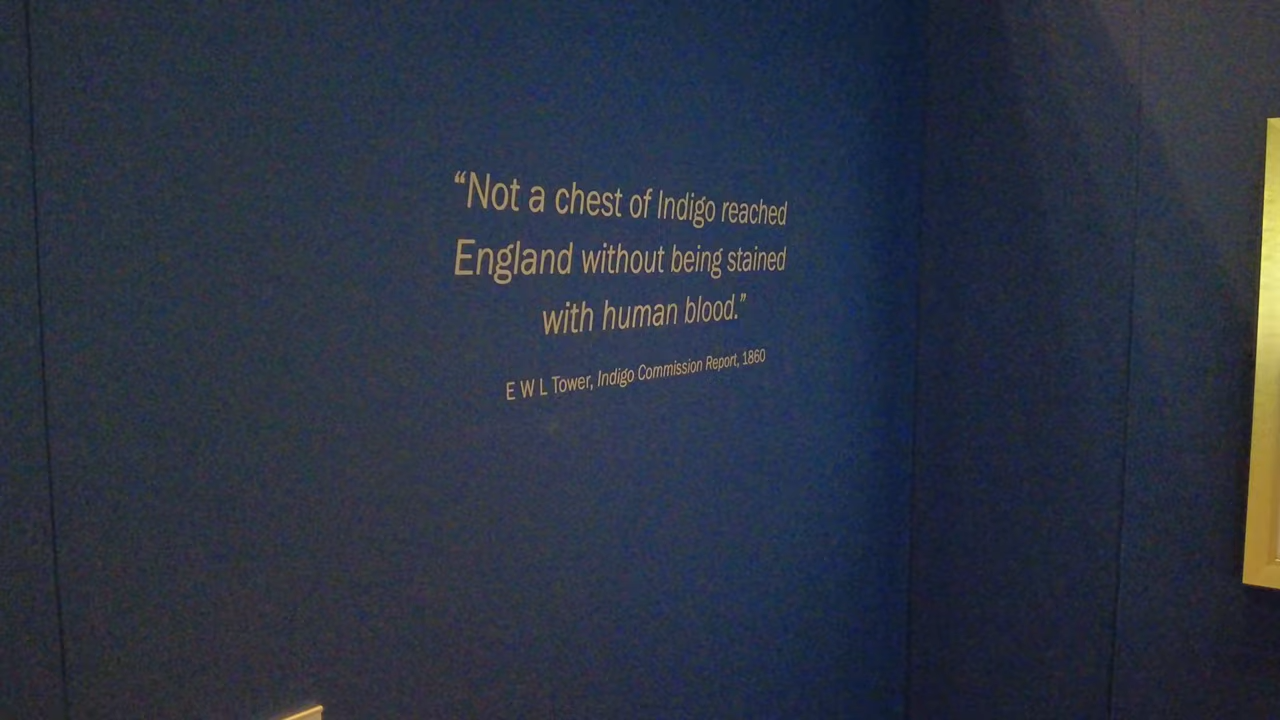 “Not a chest of Indigo reached
England without being stained
with human blood.”
E W L Tower, Indigo Commission Report, 1860